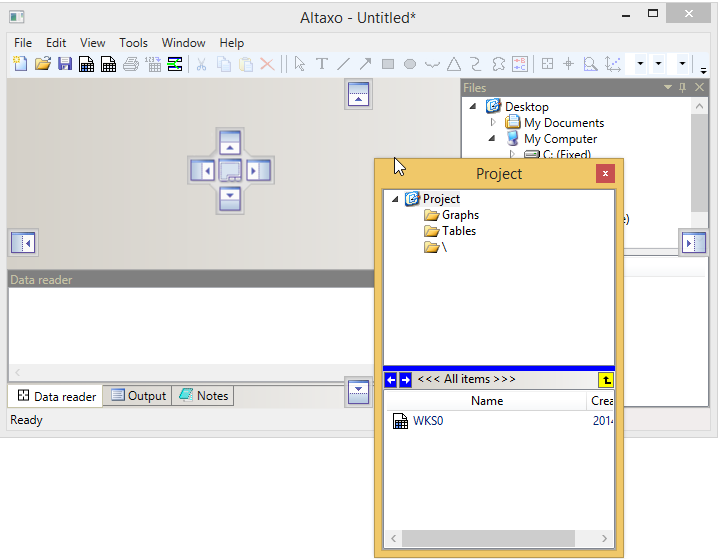 Altaxo - Untitled*
File Edit View Tools Window Help
Files
Desktop
My Documents
My Computer
C: (Fixed)
Project
Project
Graphs
Tables
\
Data reader
<<< All items >>>
Name Crea
WKS0 2014
Data reader Output Notes
Ready